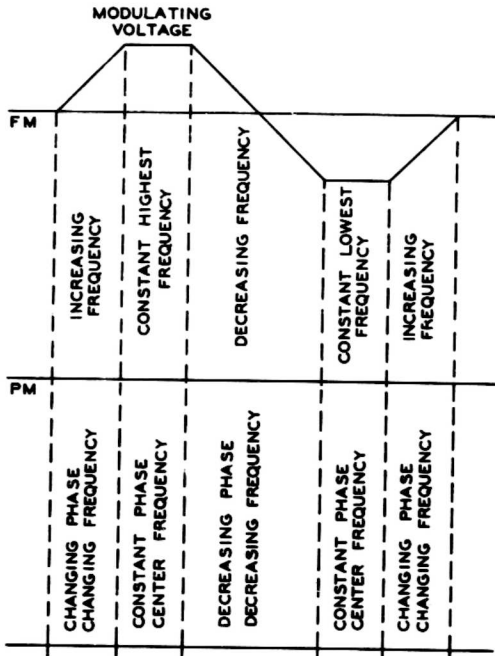 MODULATING
VOLTAGE
FM
INCREASING
FREQUENCY
CONSTANT HIGHEST
FREQUENCY
DECREASING FREQUENCY
CONSTANT LOWEST
FREQUENCY
INCREASING
FREQUENCY
PM
CHANGING PHASE
CHANGING FREQUENCY
CONSTANT PHASE
CENTER FREQUENCY
DECREASING PHASE
DECREASING FREQUENCY
CONSTANT PHASE
CENTER FREQUENCY
CHANGING PHASE
CHANGING FREQUENCY